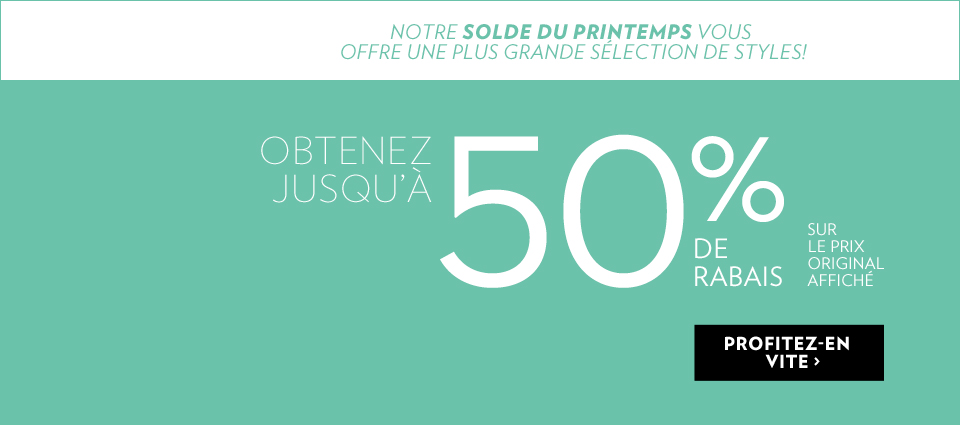 NOTRE SOLDE DU PRINTEMPS VOUS
OFFRE UNE PLUS GRANDE SÉLECTION DE STYLES!
OBTENEZ
JUSQU'À
50%
DE
RABAIS
SUR
LE PRIX
ORIGINAL
AFFICHÉ
PROFITEZ-EN
VITE >